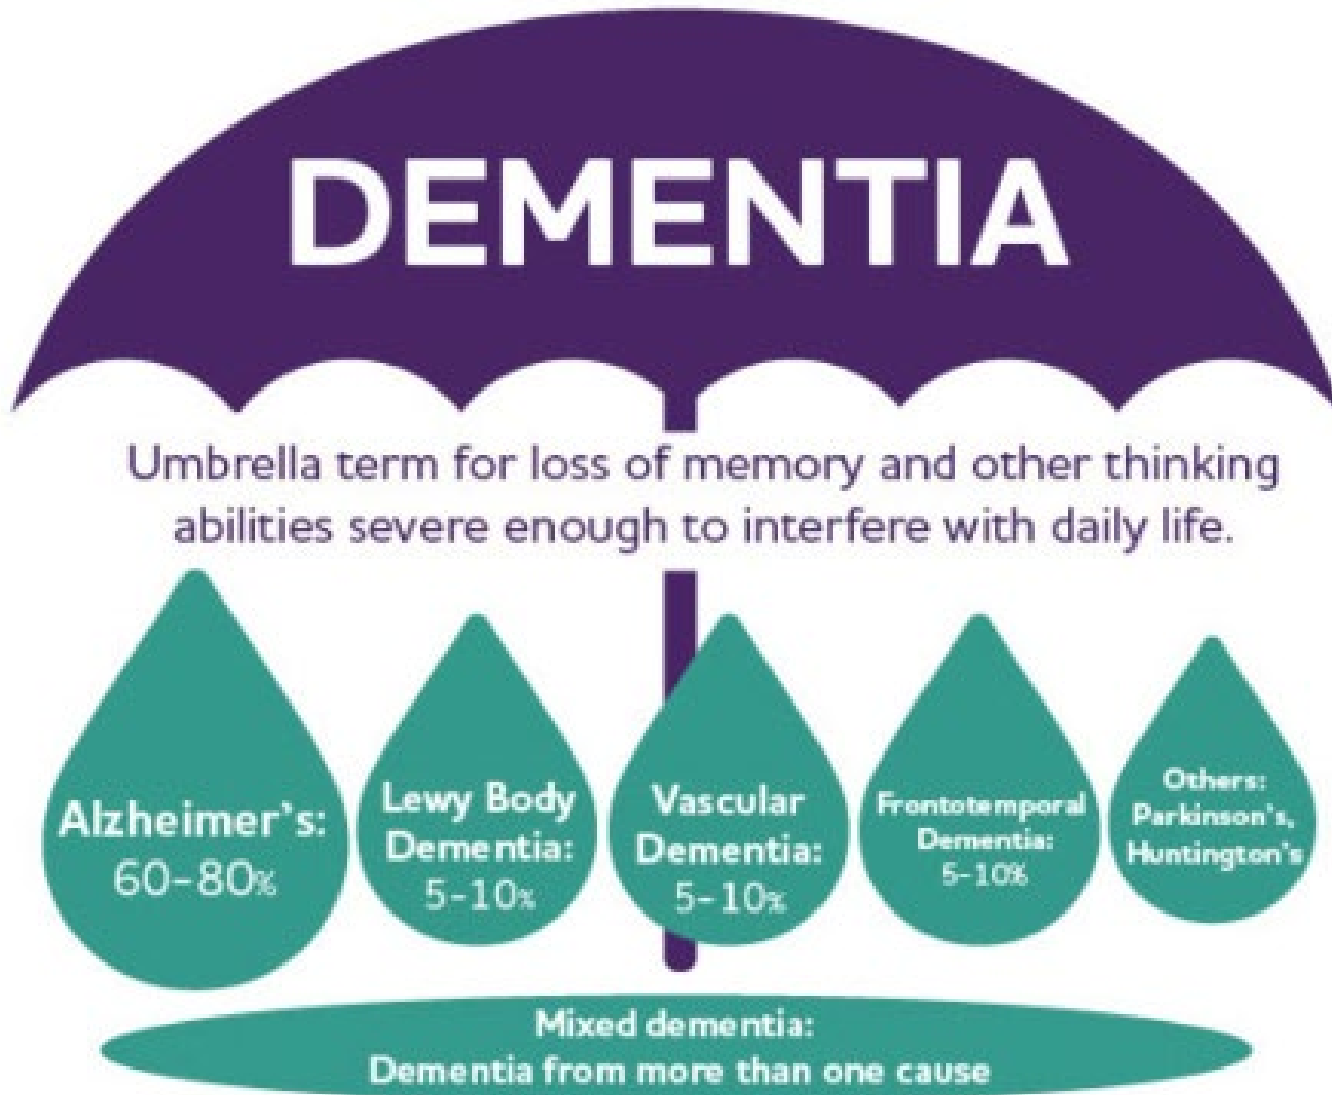 DEMENTIA
Umbrella term for loss of memory and other thinking
abilities severe enough to interfere with daily life.
Alzheimer's:
60-80%
Lewy Body
Dementia:
5-10%
Vascular
Dementia:
5-10%
Frontotemporal
Dementia:
5-10%
Others:
Parkinson's,
Huntington's
Mixed dementia:
Dementia from more than one cause